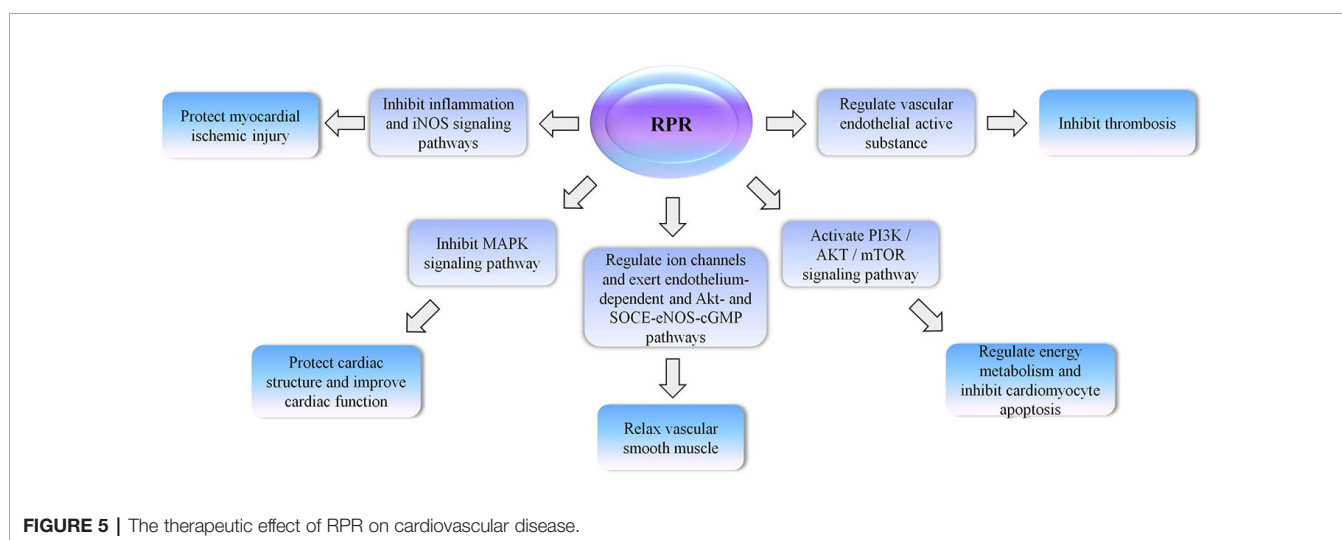 Protect myocardial
ischemic injury
Inhibit inflammation
and iNOS signaling
pathways
RPR
Regulate vascular
endothelial active
substance
Inhibit thrombosis
Inhibit MAPK
signaling pathway
Regulate ion channels
and exert endothelium-
dependent and Akt- and
SOCE-eNOS-cGMP
pathways
Activate PI3K /
AKT / mTOR
signaling pathway
Protect cardiac
structure and improve
cardiac function
Relax vascular
smooth muscle
Regulate energy
metabolism and
inhibit cardiomyocyte
apoptosis
FIGURE 5 | The therapeutic effect of RPR on cardiovascular disease.